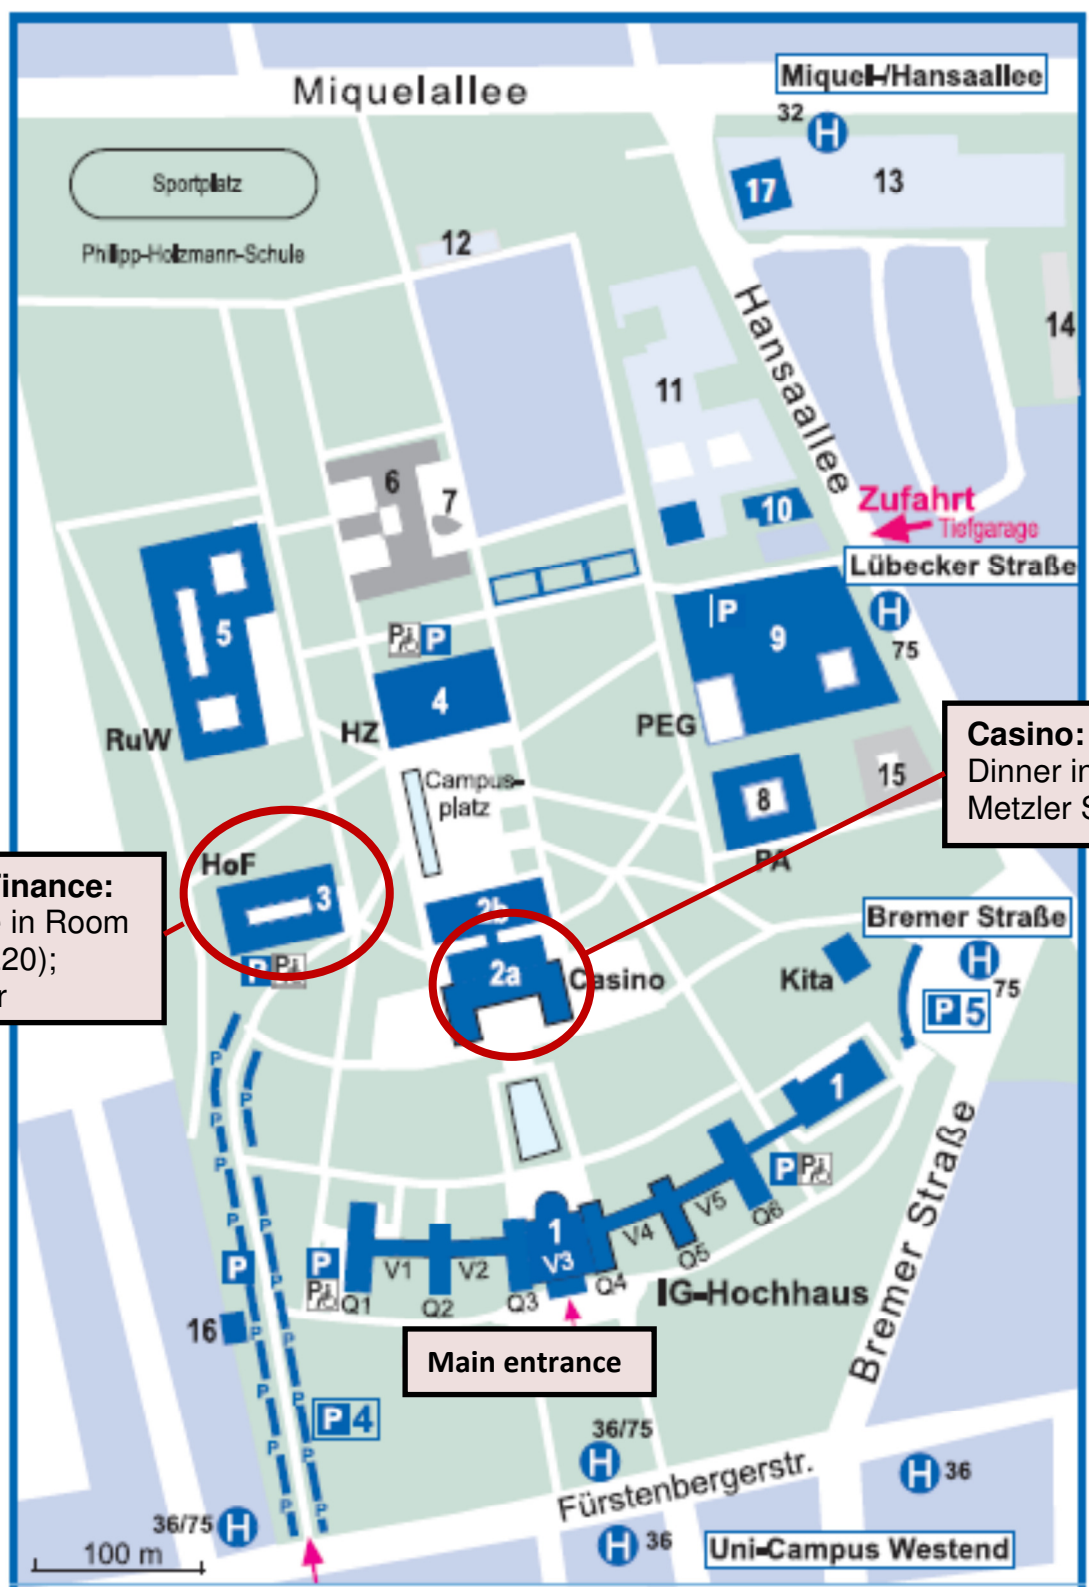 Miquelallee
Miquel-/Hansaallee
32 H
Sportplatz
Philipp-Holzmann-Schule
17
13
12
14
Hansaallee
11
6
7
10
Zufahrt
Tiefgarage
Lübecker Straße
H
75
5
P P
P
9
4
RuW
HZ
PEG
Campus-
platz
8
15
PA
Casino:
Dinner in
Metzler S
HoF
3
inance:
in Room
20);
r
P P
2b
2a
Casino
Kita
Bremer Straße
H
75
P 5
1
P P
Bremer Straße
P
P
P
P
P
P
P
P
P
P
Q1
V1
Q2
V2
Q3
1
V3
Q4
V4
Q5
V5
Q6
IG-Hochhaus
16
Main entrance
P
P
P
P
P
P
P
P 4
36/75
H
Fürstenbergerstr.
H 36
36/75 H
H 36
Uni-Campus Westend
100 m